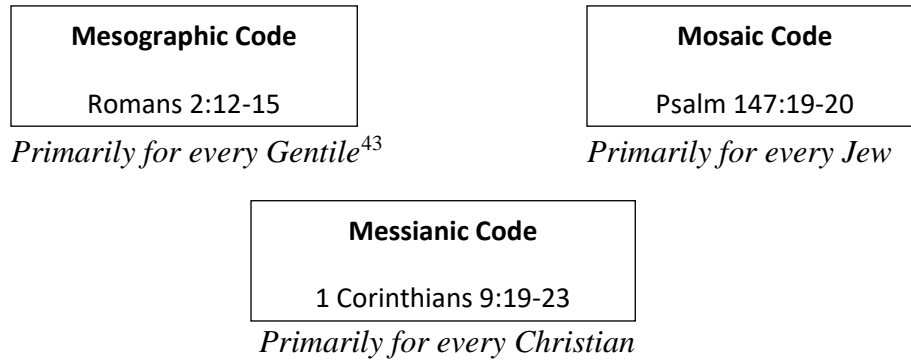 Mesographic Code
Romans 2:12-15
Primarily for every Gentile43
Mosaic Code
Psalm 147:19-20
Primarily for every Jew
Messianic Code
1 Corinthians 9:19-23
Primarily for every Christian